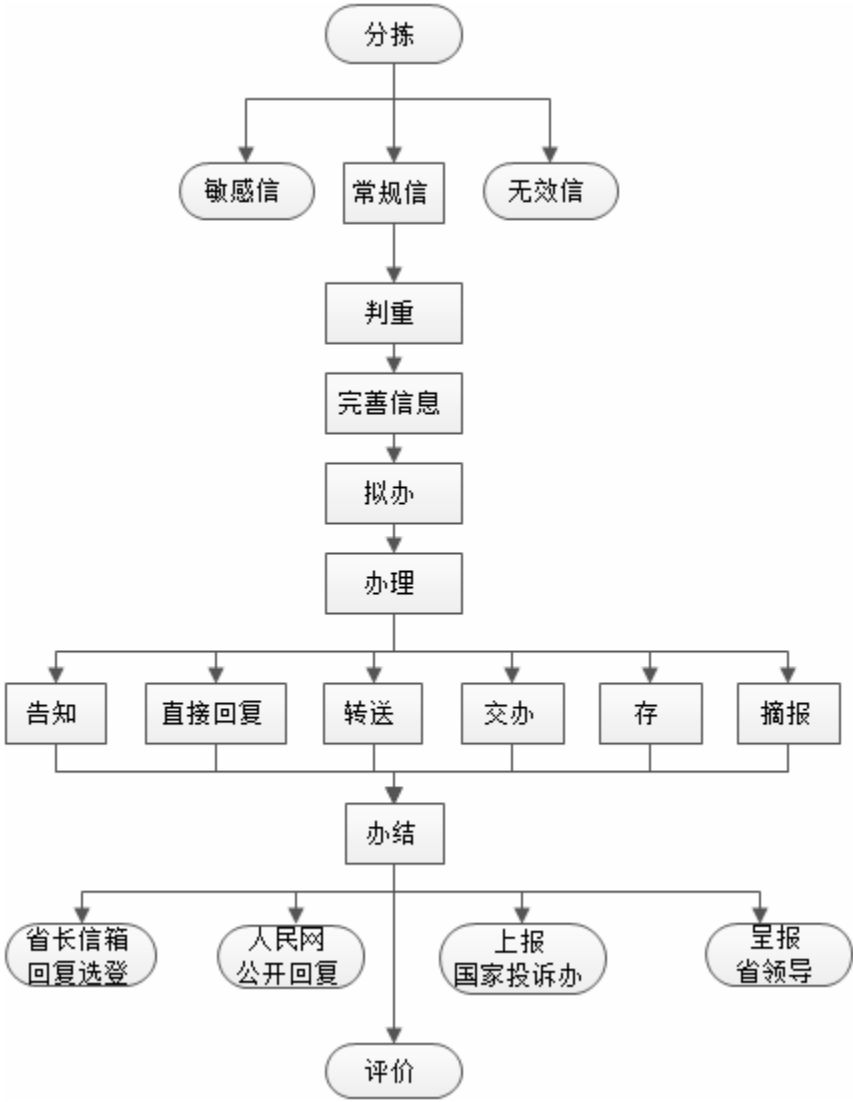 分拣
敏感信
常规信
无效信
判重
完善信息
拟办
办理
告知
直接回复
转送
交办
存
摘报
办结
省长信箱
回复选登
人民网
公开回复
上报
国家投诉办
呈报
省领导
评价